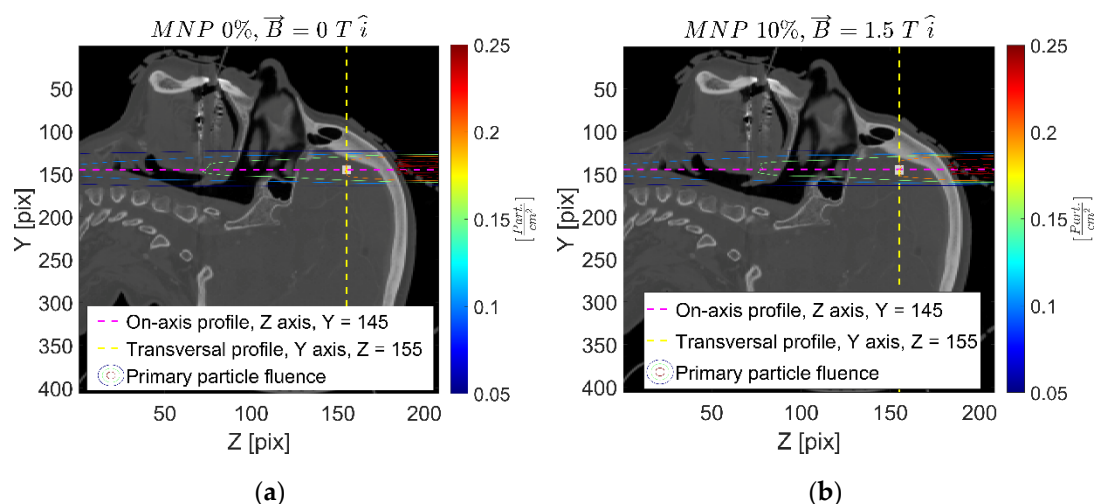 MNP 0%, B⃗ = 0 T î
0.25
0.2
0.15
0.1
0.05
[Part./cm²]
50
100
150
200
250
300
350
400
Y [pix]
On-axis profile, Z axis, Y = 145
Transversal profile, Y axis, Z = 155
Primary particle fluence
50 100 150 200
Z [pix]
(a)
MNP 10%, B⃗ = 1.5 T î
0.25
0.2
0.15
0.1
0.05
[Part./cm²]
50
100
150
200
250
300
350
400
Y [pix]
On-axis profile, Z axis, Y = 145
Transversal profile, Y axis, Z = 155
Primary particle fluence
50 100 150 200
Z [pix]
(b)